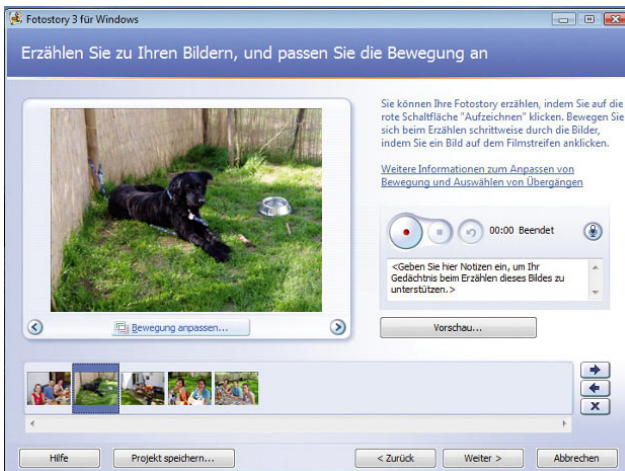 Fotostory 3 für Windows
Erzählen Sie zu Ihren Bildern, und passen Sie die Bewegung an
Sie können Ihre Fotostory erzählen, indem Sie auf die
rote Schaltfläche "Aufzeichnen" klicken. Bewegen Sie
sich beim Erzählen schrittweise durch die Bilder,
indem Sie ein Bild auf dem Filmstreifen anklicken.
Weitere Informationen zum Anpassen von
Bewegung und Auswählen von Übergängen
00:00 Beendet
<Geben Sie hier Notizen ein, um Ihr
Gedächtnis beim Erzählen dieses Bildes zu
unterstützen.>
Bewegung anpassen...
Vorschau...
Hilfe
Projekt speichern...
< Zurück
Weiter >
Abbrechen